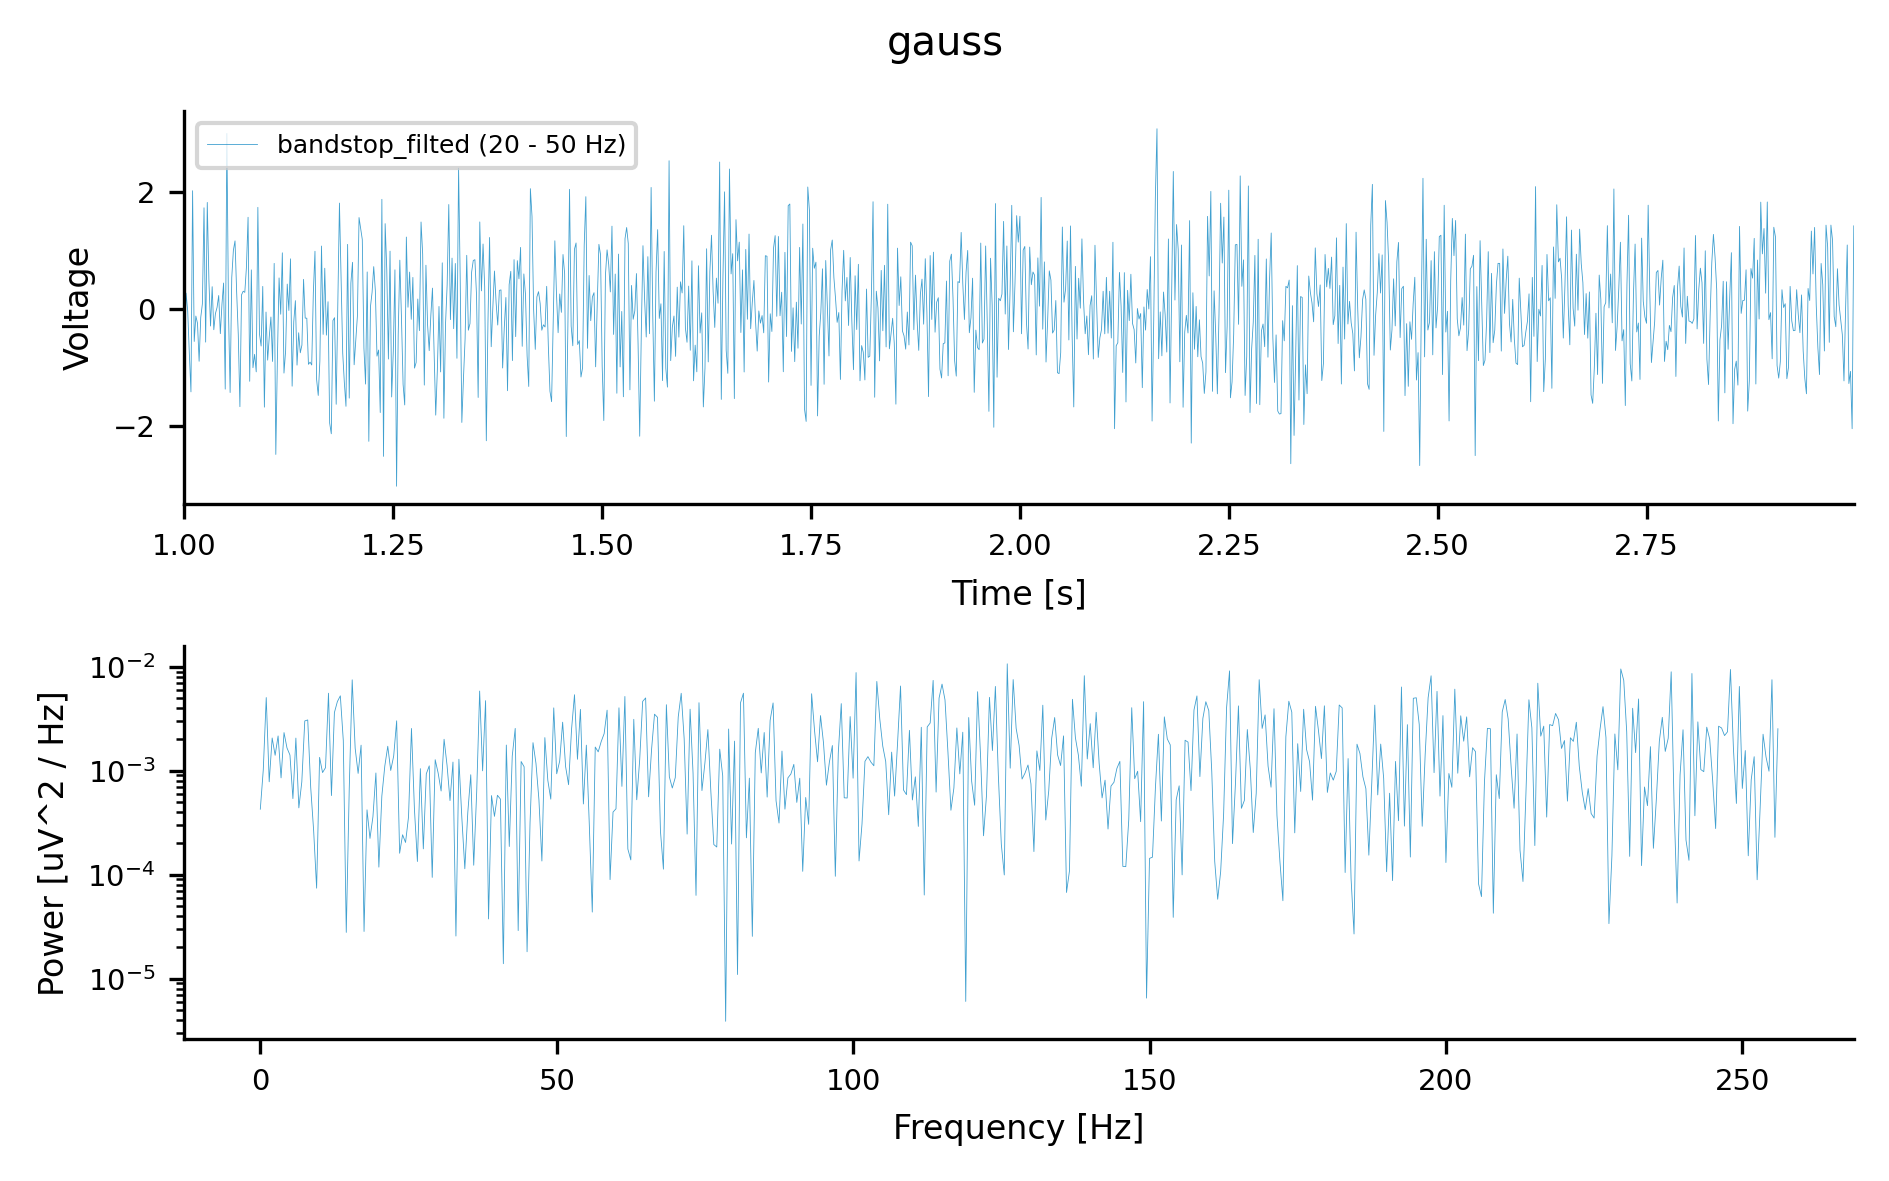 gauss
bandstop_filted (20 - 50 Hz)
Voltage
2
0
−2
1.00 1.25 1.50 1.75 2.00 2.25 2.50 2.75
Time [s]
Power [uV^2 / Hz]
10⁻²
10⁻³
10⁻⁴
10⁻⁵
0 50 100 150 200 250
Frequency [Hz]